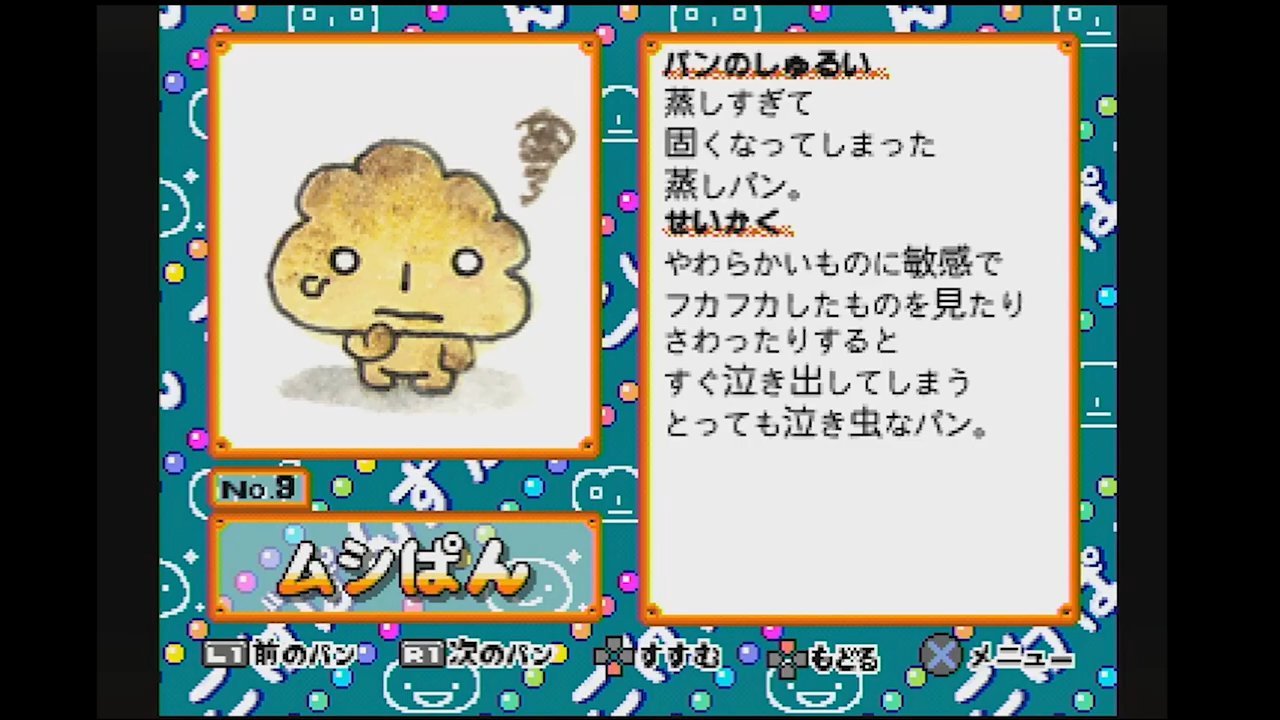 パンのしゅるい
蒸しすぎて
固くなってしまった
蒸しパン。
せいかく
やわらかいものに敏感で
フカフカしたものを見たり
さわったりすると
すぐ泣き出してしまう
とっても泣き虫なパン。
No.9
ムシぱん
L1 前のパン R1 次のパン すすむ もどる メニュー